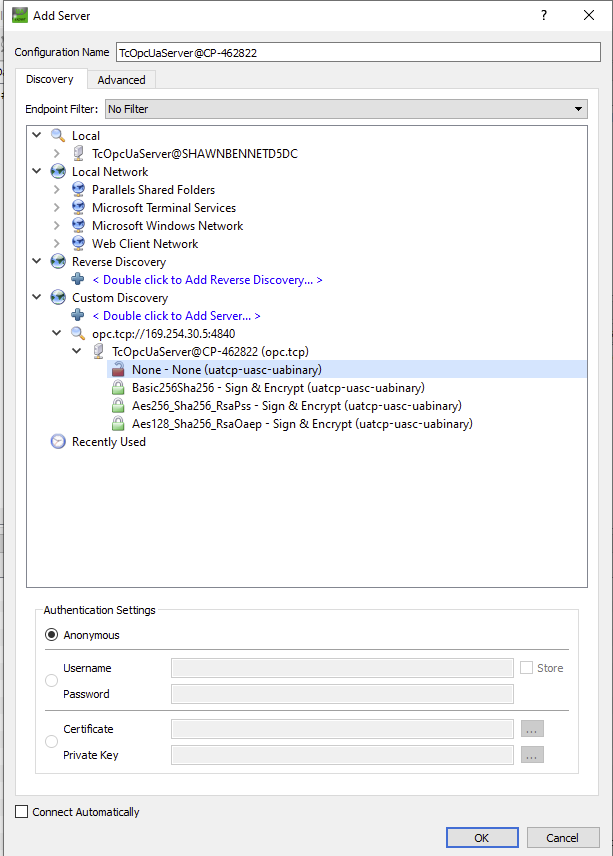 Add Server
?
Configuration Name TcOpcUaServer@CP-462822
Discovery Advanced
Endpoint Filter: No Filter
Local
TcOpcUaServer@SHAWNBENNETD5DC
Local Network
Parallels Shared Folders
Microsoft Terminal Services
Microsoft Windows Network
Web Client Network
Reverse Discovery
< Double click to Add Reverse Discovery... >
Custom Discovery
< Double click to Add Server... >
opc.tcp://169.254.30.5:4840
TcOpcUaServer@CP-462822 (opc.tcp)
None - None (uatcp-uasc-uabinary)
Basic256Sha256 - Sign & Encrypt (uatcp-uasc-uabinary)
Aes256_Sha256_RsaPss - Sign & Encrypt (uatcp-uasc-uabinary)
Aes128_Sha256_RsaOaep - Sign & Encrypt (uatcp-uasc-uabinary)
Recently Used
Authentication Settings
Anonymous
Username Store
Password
Certificate ...
Private Key ...
Connect Automatically
OK Cancel